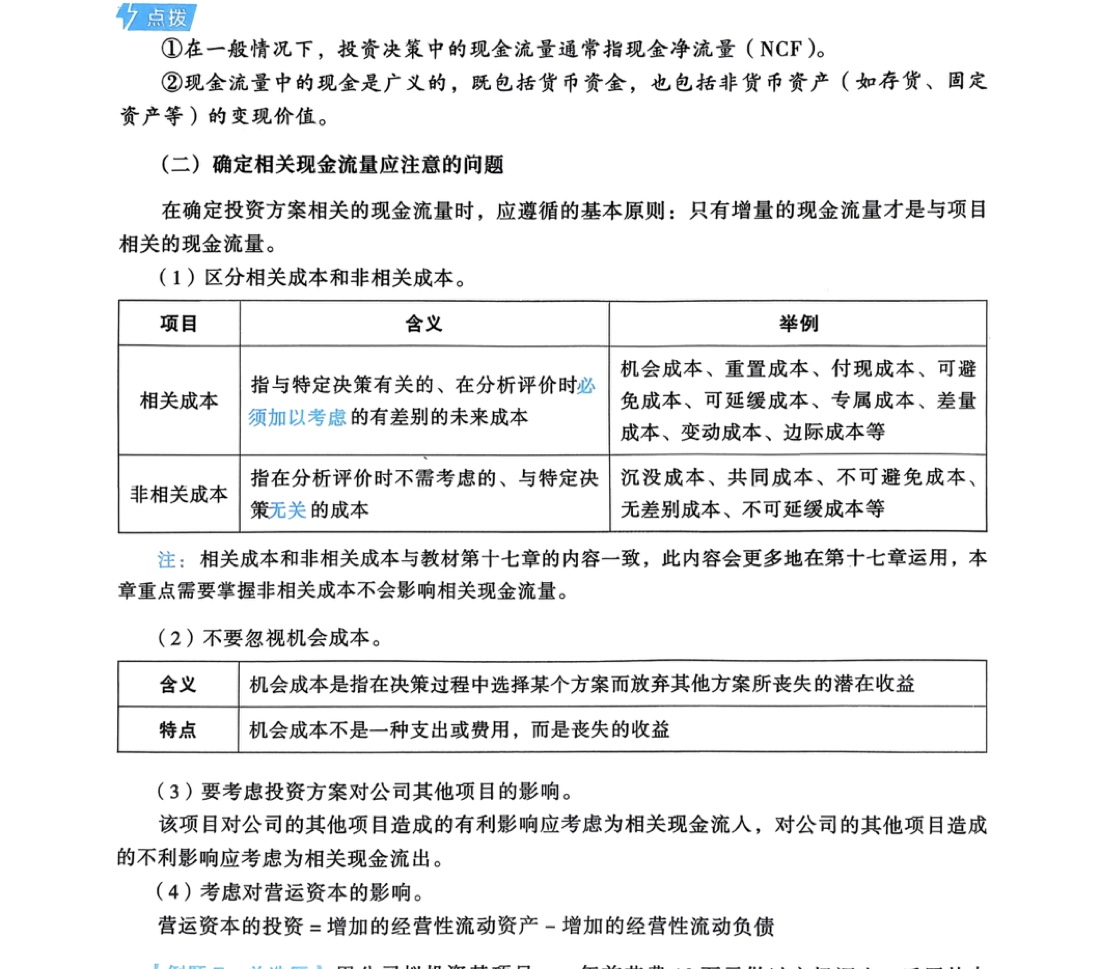 点拨
①在一般情况下，投资决策中的现金流量通常指现金净流量（NCF）。
②现金流量中的现金是广义的，既包括货币资金，也包括非货币资产（如存货、固定
资产等）的变现价值。
（二）确定相关现金流量应注意的问题
在确定投资方案相关的现金流量时，应遵循的基本原则：只有增量的现金流量才是与项目
相关的现金流量。
（1）区分相关成本和非相关成本。
项目 含义 举例
相关成本
指与特定决策有关的、在分析评价时必
须加以考虑的有差别的未来成本
机会成本、重置成本、付现成本、可避
免成本、可延缓成本、专属成本、差量
成本、变动成本、边际成本等
非相关成本
指在分析评价时不需考虑的、与特定决
策无关的成本
沉没成本、共同成本、不可避免成本、
无差别成本、不可延缓成本等
注：相关成本和非相关成本与教材第十七章的内容一致，此内容会更多地在第十七章运用，本
章重点需要掌握非相关成本不会影响相关现金流量。
（2）不要忽视机会成本。
含义 机会成本是指在决策过程中选择某个方案而放弃其他方案所丧失的潜在收益
特点 机会成本不是一种支出或费用，而是丧失的收益
（3）要考虑投资方案对公司其他项目的影响。
该项目对公司的其他项目造成的有利影响应考虑为相关现金流人，对公司的其他项目造成
的不利影响应考虑为相关现金流出。
（4）考虑对营运资本的影响。
营运资本的投资=增加的经营性流动资产-增加的经营性流动负债